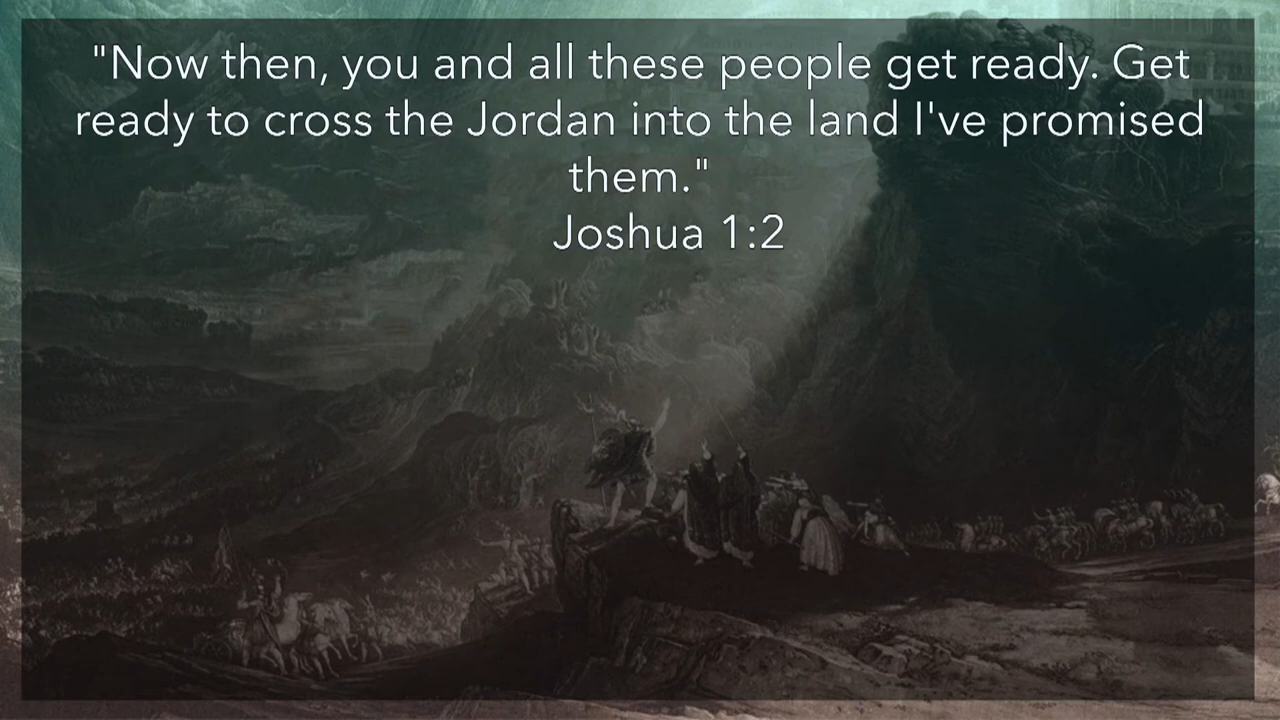 "Now then, you and all these people get ready. Get
ready to cross the Jordan into the land I've promised
them."
Joshua 1:2